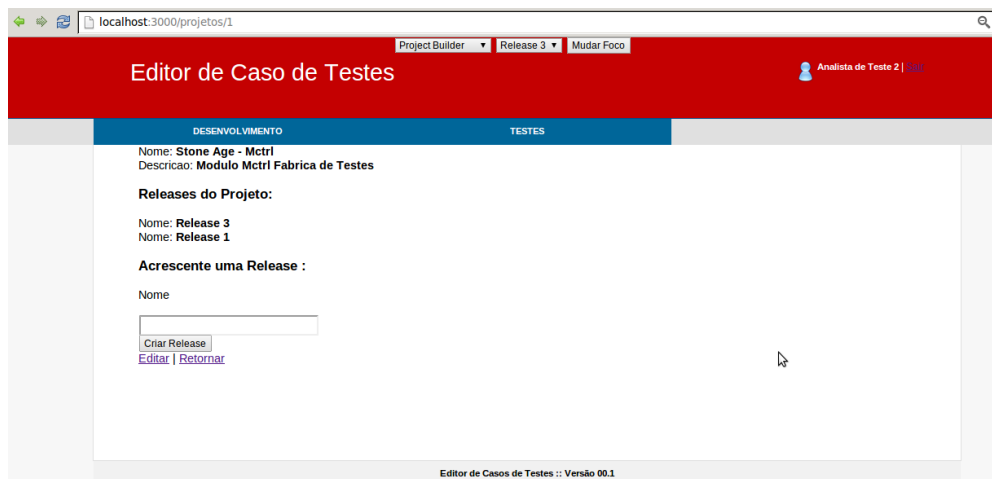 localhost:3000/projetos/1
Project Builder Release 3 Mudar Foco
Editor de Caso de Testes
Analista de Teste 2 |
DESENVOLVIMENTO TESTES
Nome: Stone Age - Mctrl
Descricao: Modulo Mctrl Fabrica de Testes
Releases do Projeto:
Nome: Release 3
Nome: Release 1
Acrescente uma Release :
Nome
Criar Release
Editar | Retornar
Editor de Casos de Testes :: Versão 00.1